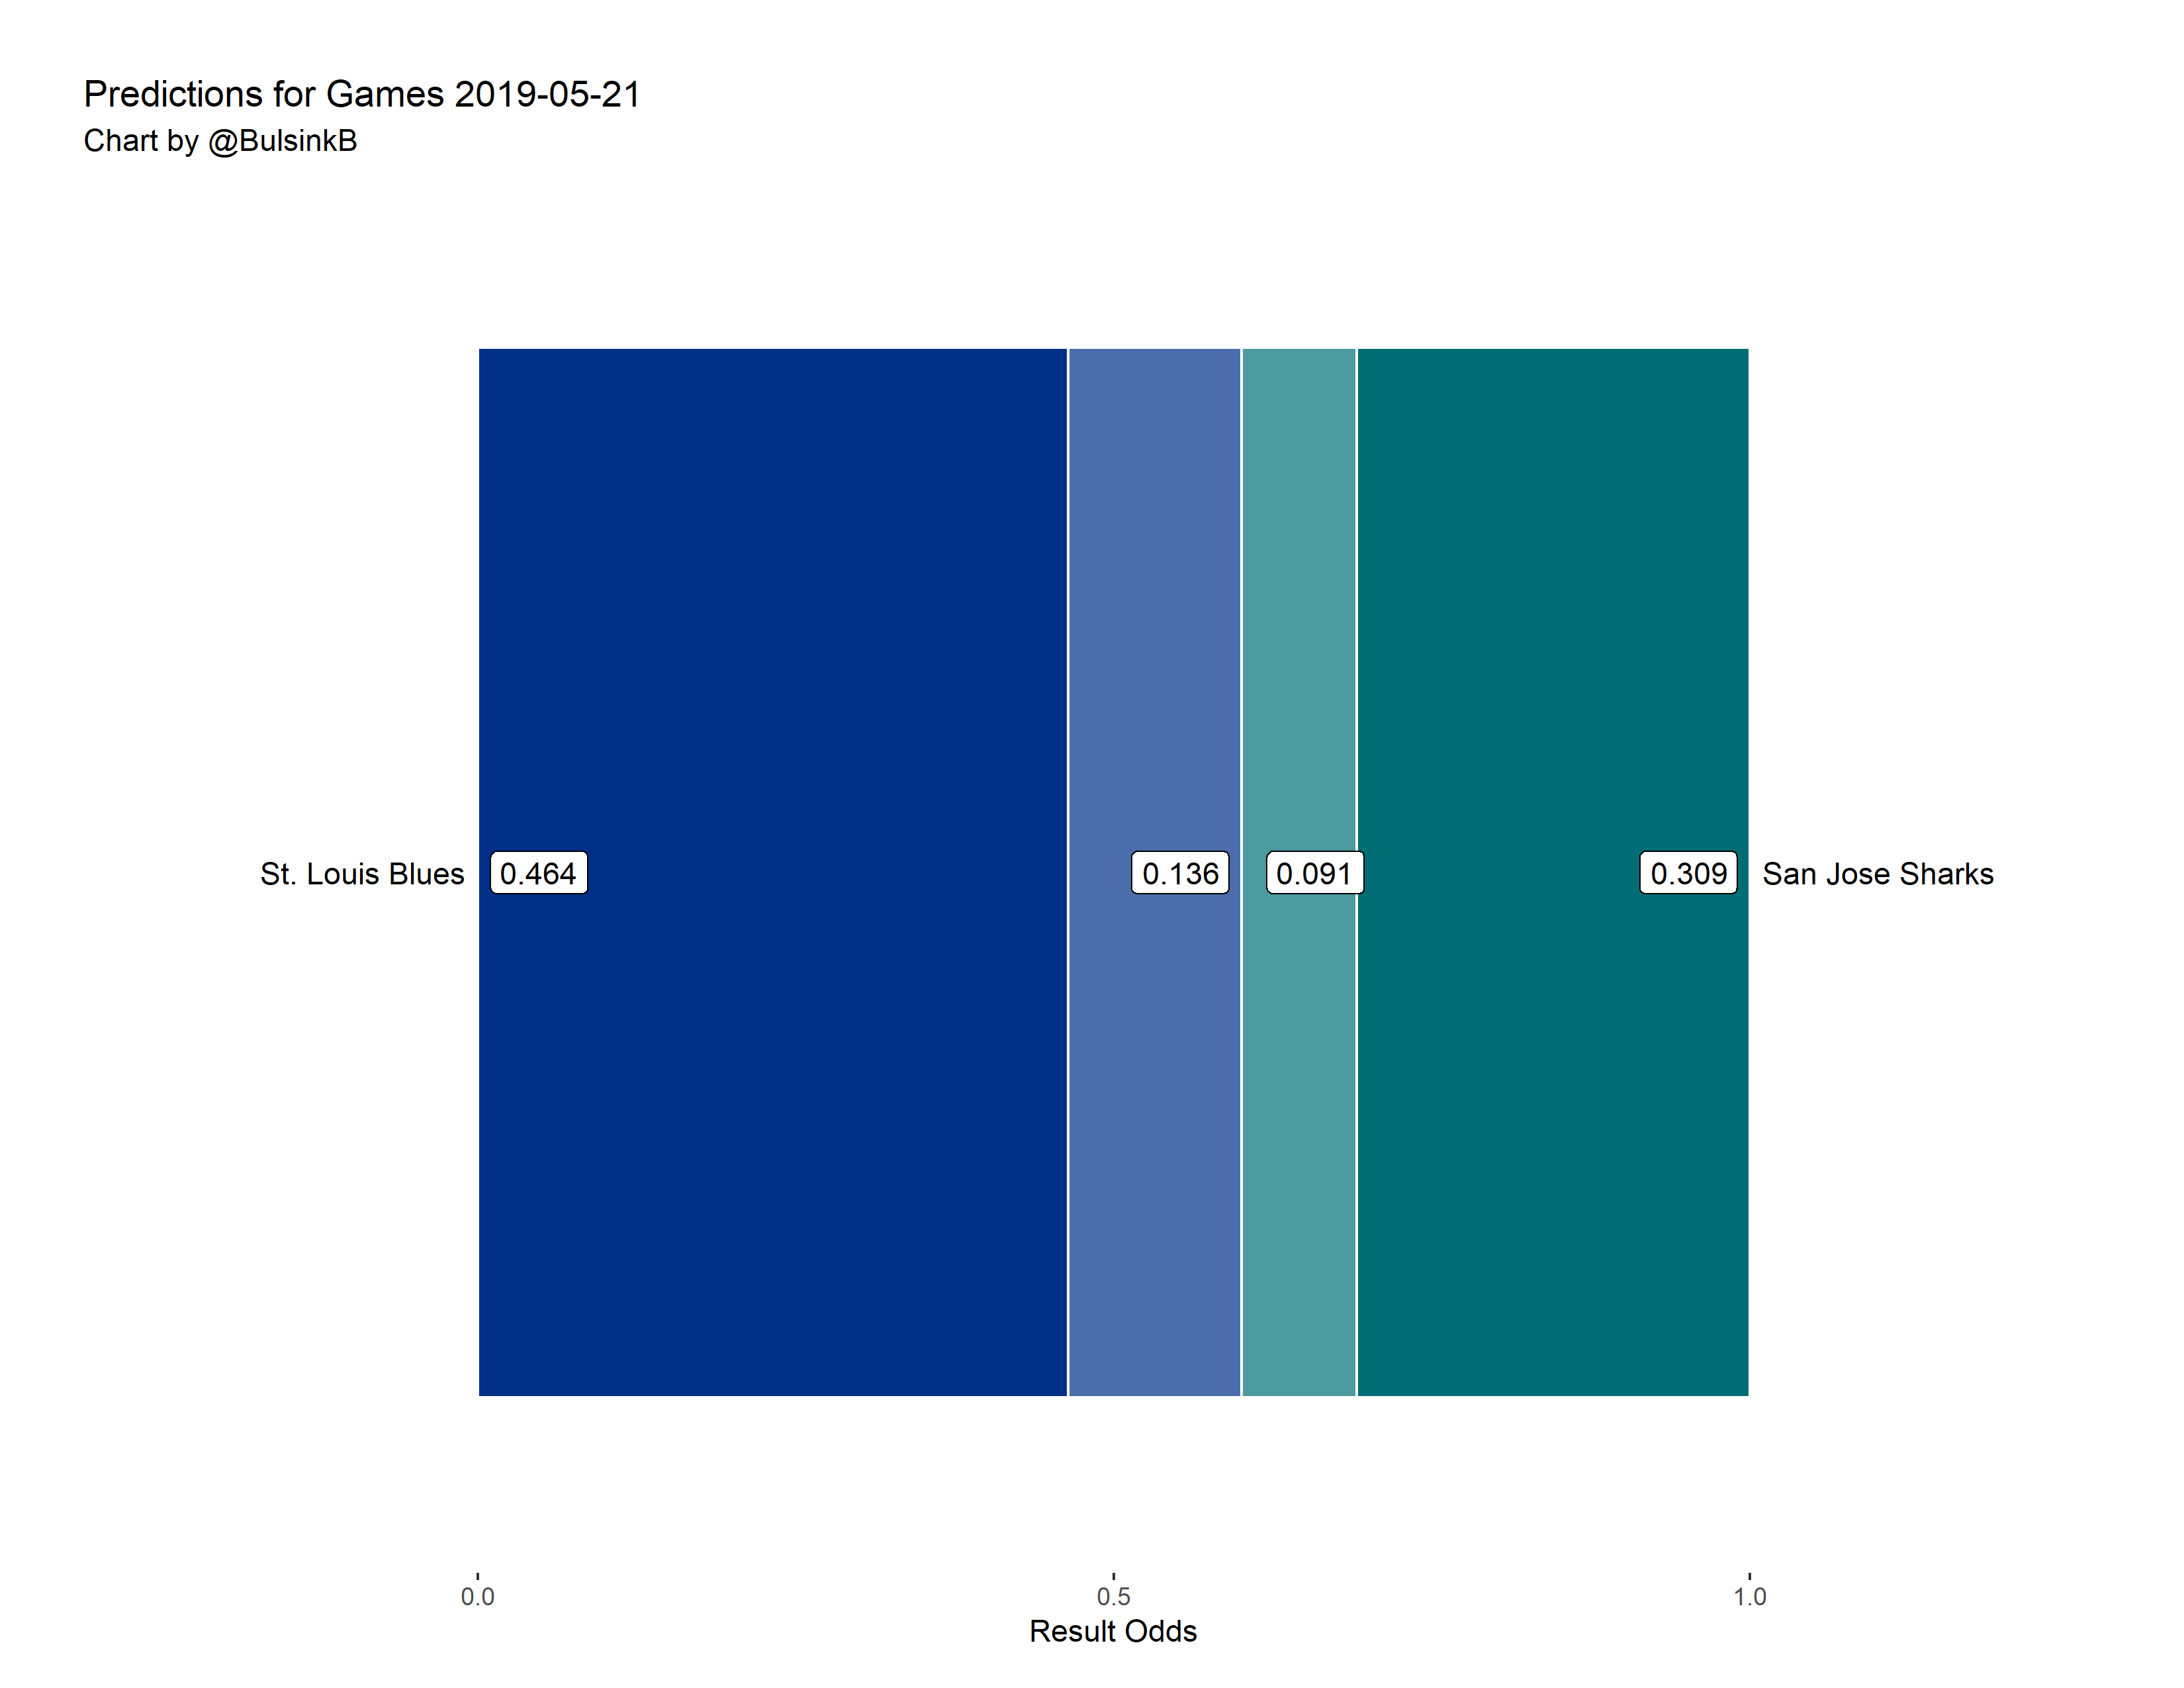 Predictions for Games 2019-05-21
Chart by @BulsinkB
St. Louis Blues 0.464 0.136 0.091 0.309 San Jose Sharks
0.0 0.5 1.0
Result Odds